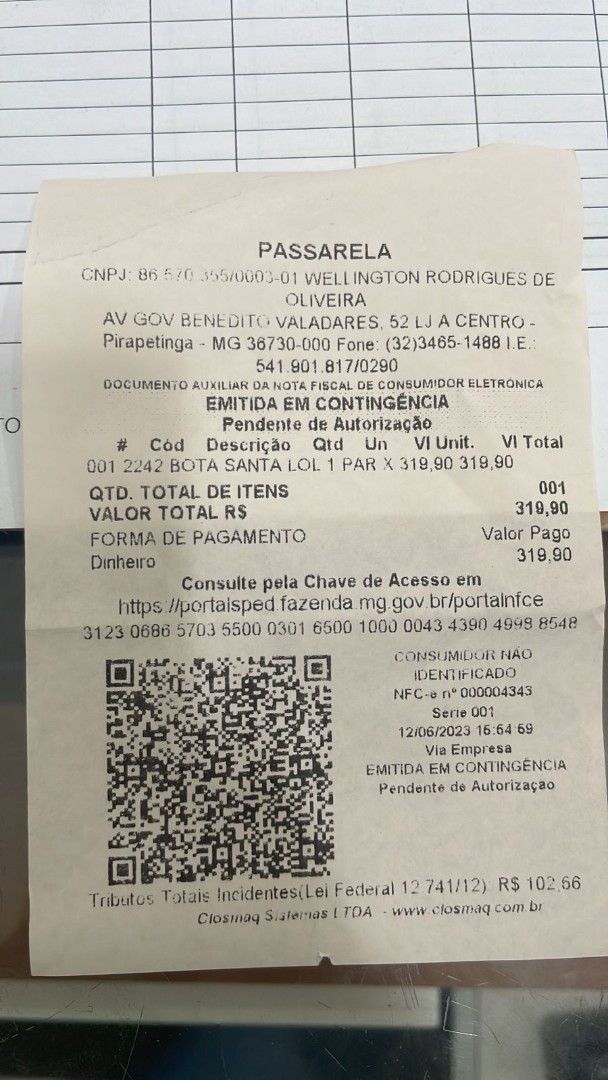 PASSARELA
CNPJ: 86 570 355/0003-01 WELLINGTON RODRIGUES DE
OLIVEIRA
AV GOV BENEDITO VALADARES, 52 LJ A CENTRO -
Pirapetinga - MG 36730-000 Fone: (32)3465-1488 I.E.:
541.901.817/0290
DOCUMENTO AUXILIAR DA NOTA FISCAL DE CONSUMIDOR ELETRÔNICA
EMITIDA EM CONTINGÊNCIA
Pendente de Autorização
# Cód Descrição Qtd Un Vl Unit. Vl Total
001 2242 BOTA SANTA LOL 1 PAR X 319,90 319,90
QTD. TOTAL DE ITENS 001
VALOR TOTAL R$ 319,90
FORMA DE PAGAMENTO Valor Pago
Dinheiro 319,90
Consulte pela Chave de Acesso em
https://portalsped.fazenda.mg.gov.br/portalnfce
3123 0686 5703 5500 0301 6500 1000 0043 4390 4998 8548
CONSUMIDOR NÃO
IDENTIFICADO
NFC-e nº 000004343
Serie 001
12/06/2023 16:54:59
Via Empresa
EMITIDA EM CONTINGÊNCIA
Pendente de Autorização
Tributos Totais Incidentes(Lei Federal 12.741/12): R$ 102,66
Closmaq Sistemas LTDA - www.closmaq.com.br